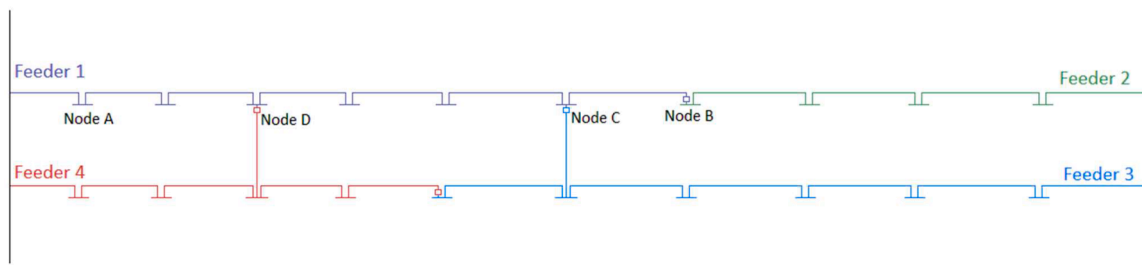 Feeder 1
Feeder 2
Node A
Node D
Node C
Node B
Feeder 4
Feeder 3